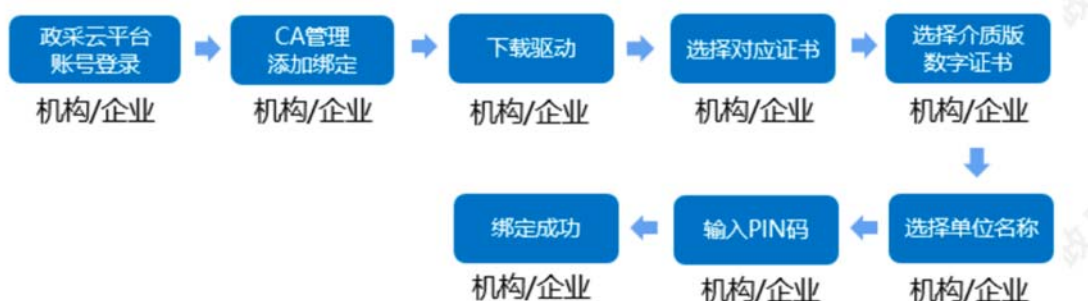 政采云平台
账号登录
机构/企业
CA管理
添加绑定
机构/企业
下载驱动
机构/企业
选择对应证书
机构/企业
选择介质版
数字证书
机构/企业
选择单位名称
机构/企业
输入PIN码
机构/企业
绑定成功
机构/企业